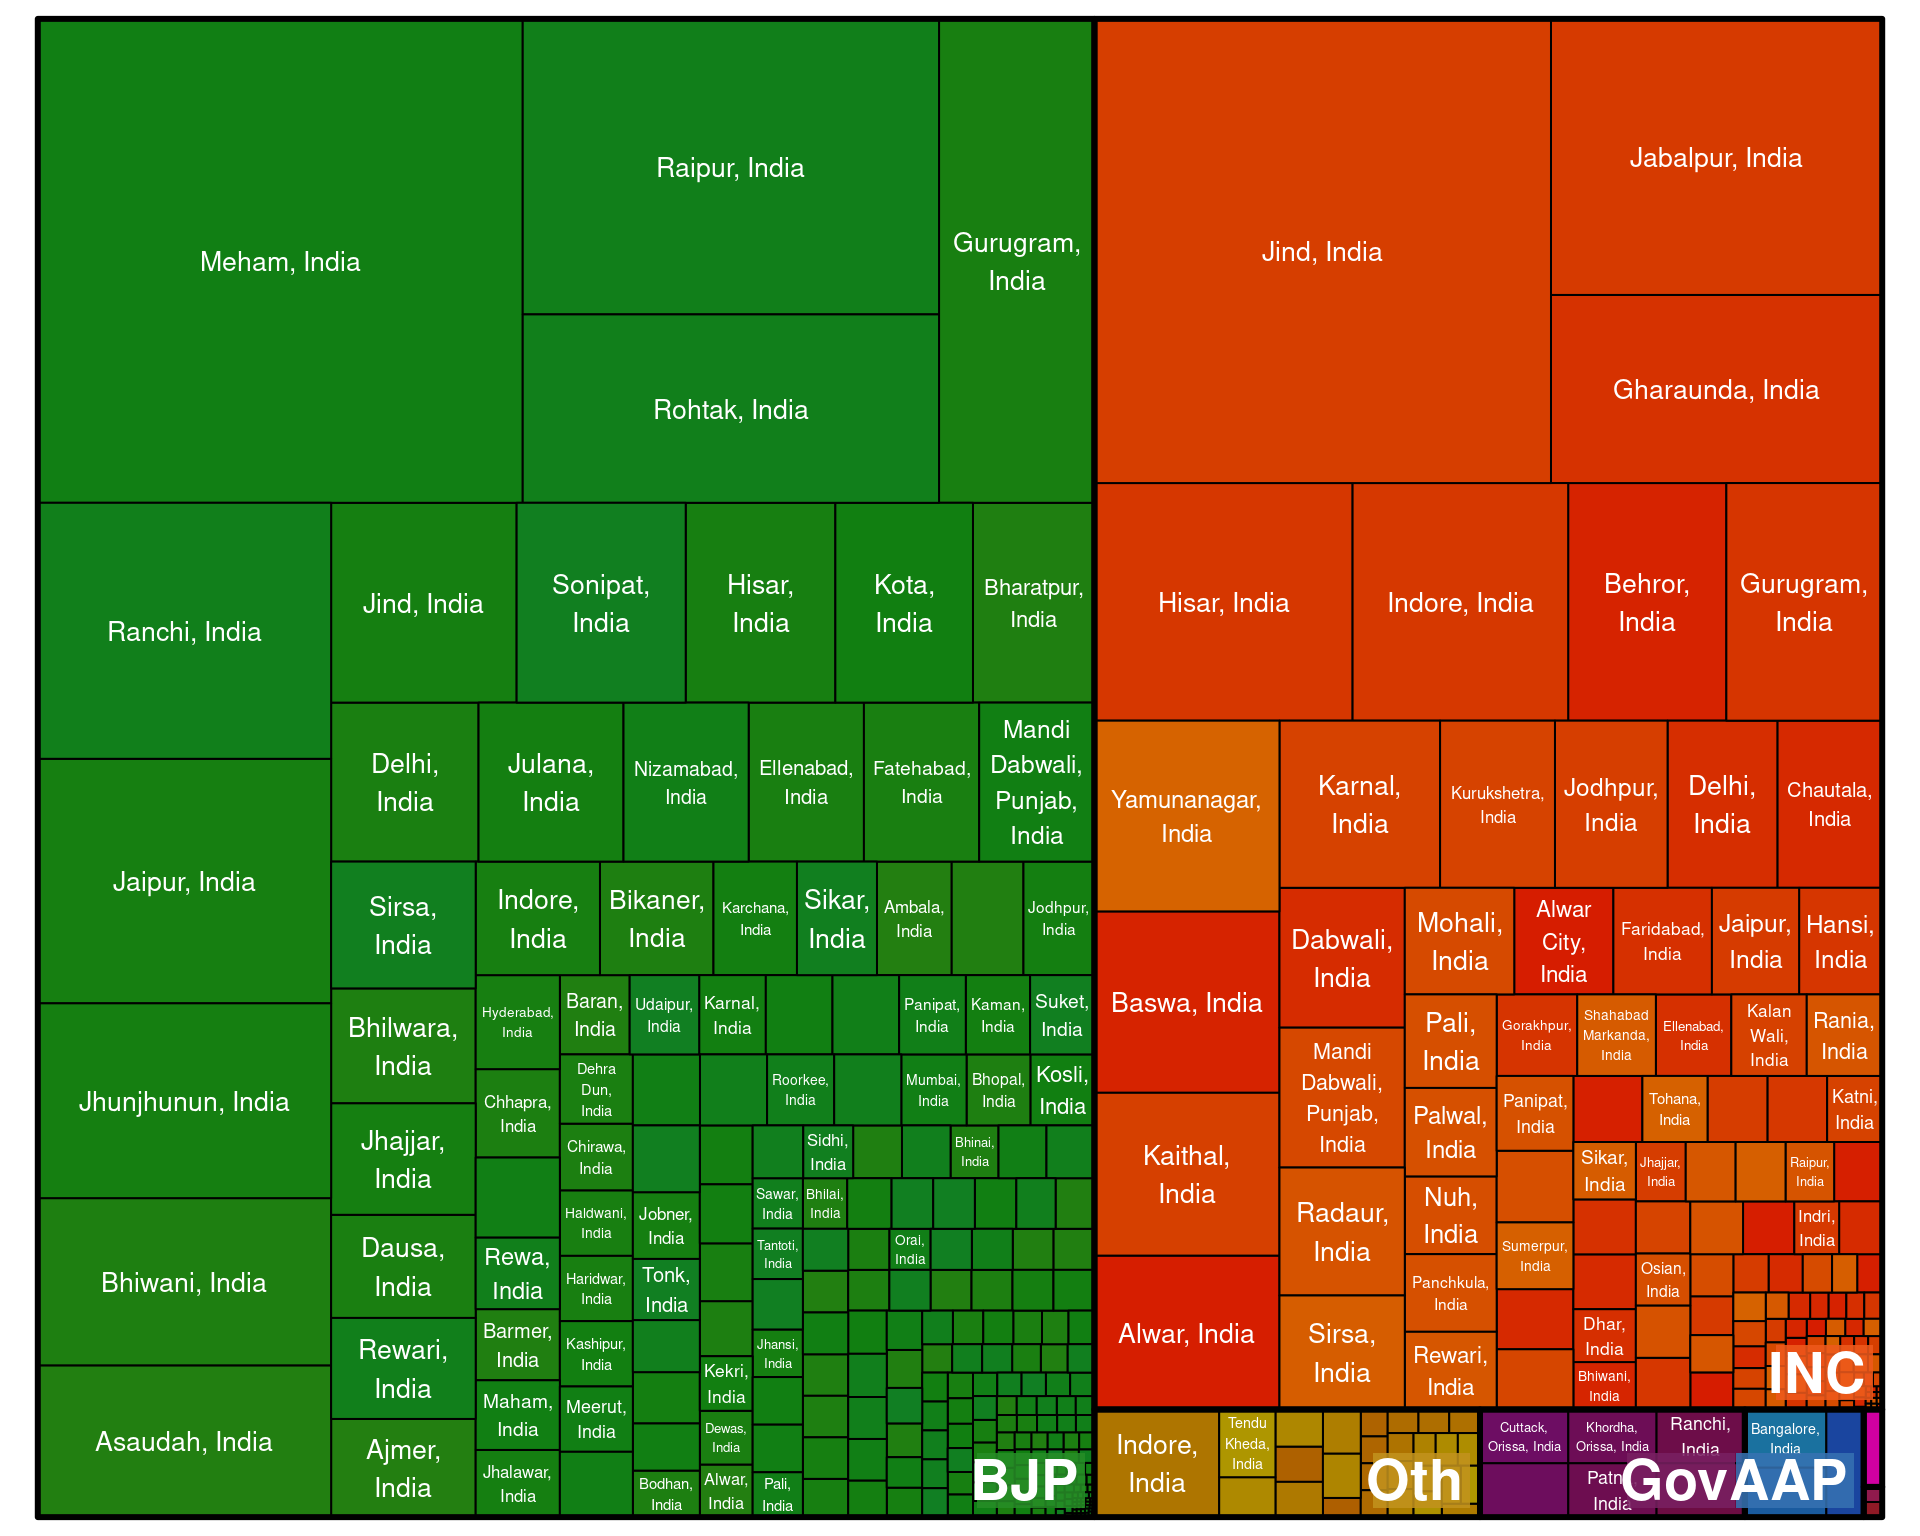 Meham, India
Raipur, India
Rohtak, India
Gurugram,
India
Ranchi, India
Jaipur, India
Jhunjhunun, India
Bhiwani, India
Asaudah, India
Jind, India
Sonipat,
India
Hisar,
India
Kota,
India
Bharatpur,
India
Delhi,
India
Julana,
India
Nizamabad,
India
Ellenabad,
India
Fatehabad,
India
Mandi
Dabwali,
Punjab,
India
Sirsa,
India
Bhilwara,
India
Jhajjar,
India
Dausa,
India
Rewari,
India
Ajmer,
India
Indore,
India
Bikaner,
India
Karchana,
India
Sikar,
India
Ambala,
India
Jodhpur,
India
Hyderabad,
India
Chhapra,
India
Rewa,
India
Barmer,
India
Maham,
India
Jhalawar,
India
Baran,
India
Udaipur,
India
Karnal,
India
Panipat,
India
Kaman,
India
Suket,
India
Dehra
Dun,
India
Chirawa,
India
Haldwani,
India
Haridwar,
India
Kashipur,
India
Meerut,
India
Roorkee,
India
Mumbai,
India
Bhopal,
India
Kosli,
India
Jobner,
India
Tonk,
India
Bodhan,
India
Kekri,
India
Dewas,
India
Alwar,
India
Sidhi,
India
Bhinai,
India
Sawar,
India
Bhilai,
India
Tantoti,
India
Orai,
India
Jhansi,
India
Pali,
India
BJP
Jind, India
Jabalpur, India
Gharaunda, India
Hisar, India
Indore, India
Behror,
India
Gurugram,
India
Yamunanagar,
India
Baswa, India
Kaithal,
India
Alwar, India
Karnal,
India
Kurukshetra,
India
Jodhpur,
India
Delhi,
India
Chautala,
India
Dabwali,
India
Mandi
Dabwali,
Punjab,
India
Radaur,
India
Sirsa,
India
Mohali,
India
Alwar
City,
India
Faridabad,
India
Jaipur,
India
Hansi,
India
Pali,
India
Palwal,
India
Nuh,
India
Panchkula,
India
Rewari,
India
Gorakhpur,
India
Shahabad
Markanda,
India
Ellenabad,
India
Kalan
Wali,
India
Rania,
India
Panipat,
India
Tohana,
India
Katni,
India
Sumerpur,
India
Sikar,
India
Jhajjar,
India
Raipur,
India
Indri,
India
Osian,
India
Dhar,
India
Bhiwani,
India
INC
Indore,
India
Tendu
Kheda,
India
Oth
Cuttack,
Orissa, India
Khordha,
Orissa, India
Ranchi,
India
Patna,
India
Gov
Bangalore,
India
AAP